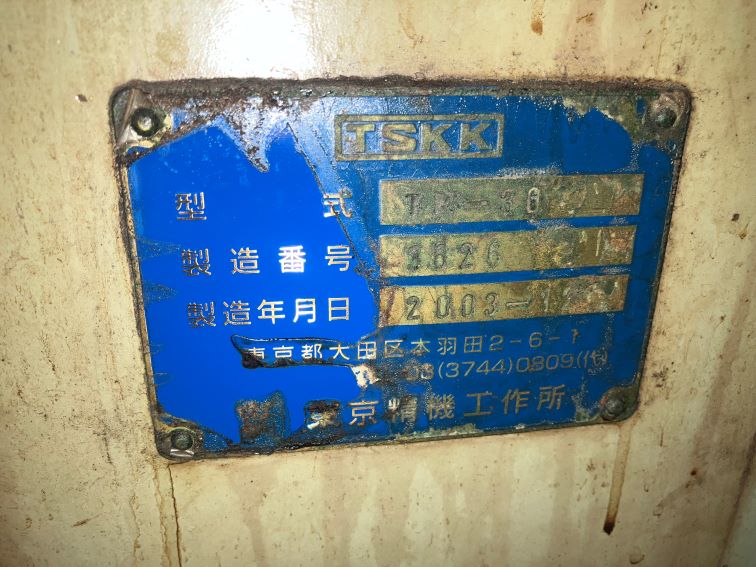 TSKK
型式
製造番号
製造年月日 2003-
東京都大田区本羽田2-6-1
03(3744)0809(代)
東京精機工作所